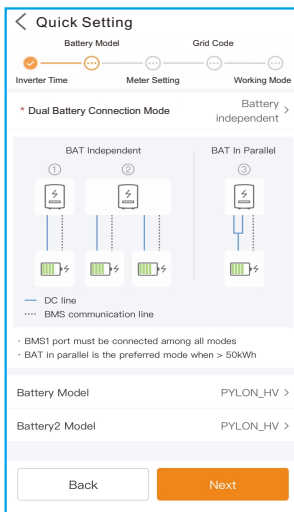 Quick Setting
Battery Model Grid Code
Inverter Time Meter Setting Working Mode
* Dual Battery Connection Mode Battery independent >
BAT Independent BAT In Parallel
① ② ③
DC line
BMS communication line
· BMS1 port must be connected among all modes
· BAT in parallel is the preferred mode when > 50kWh
Battery Model PYLON_HV >
Battery2 Model PYLON_HV >
Back Next